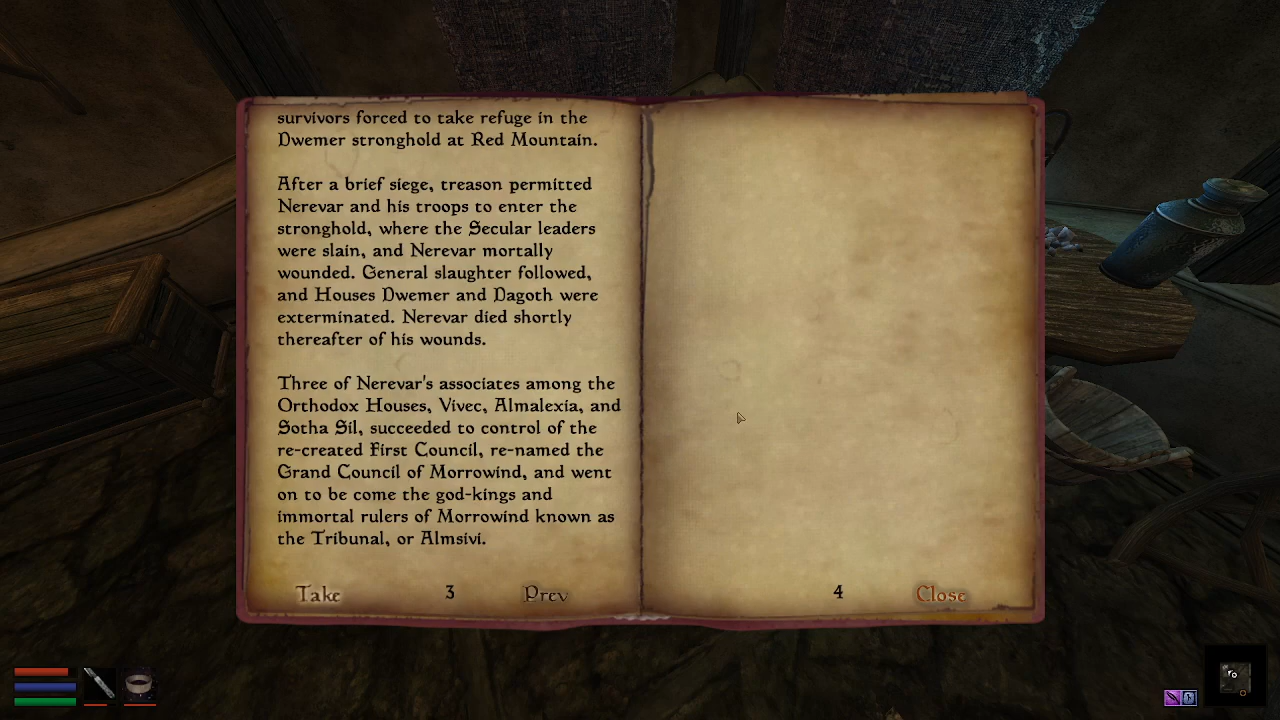 survivors forced to take refuge in the
Dwemer stronghold at Red Mountain.
After a brief siege, treason permitted
Nerevar and his troops to enter the
stronghold, where the Secular leaders
were slain, and Nerevar mortally
wounded. General slaughter followed,
and Houses Dwemer and Dagoth were
exterminated. Nerevar died shortly
thereafter of his wounds.
Three of Nerevar's associates among the
Orthodox Houses, Vivec, Almalexia, and
Sotha Sil, succeeded to control of the
re-created First Council, re-named the
Grand Council of Morrowind, and went
on to be come the god-kings and
immortal rulers of Morrowind known as
the Tribunal, or Almsivi.
Take 3 Prev
4 Close